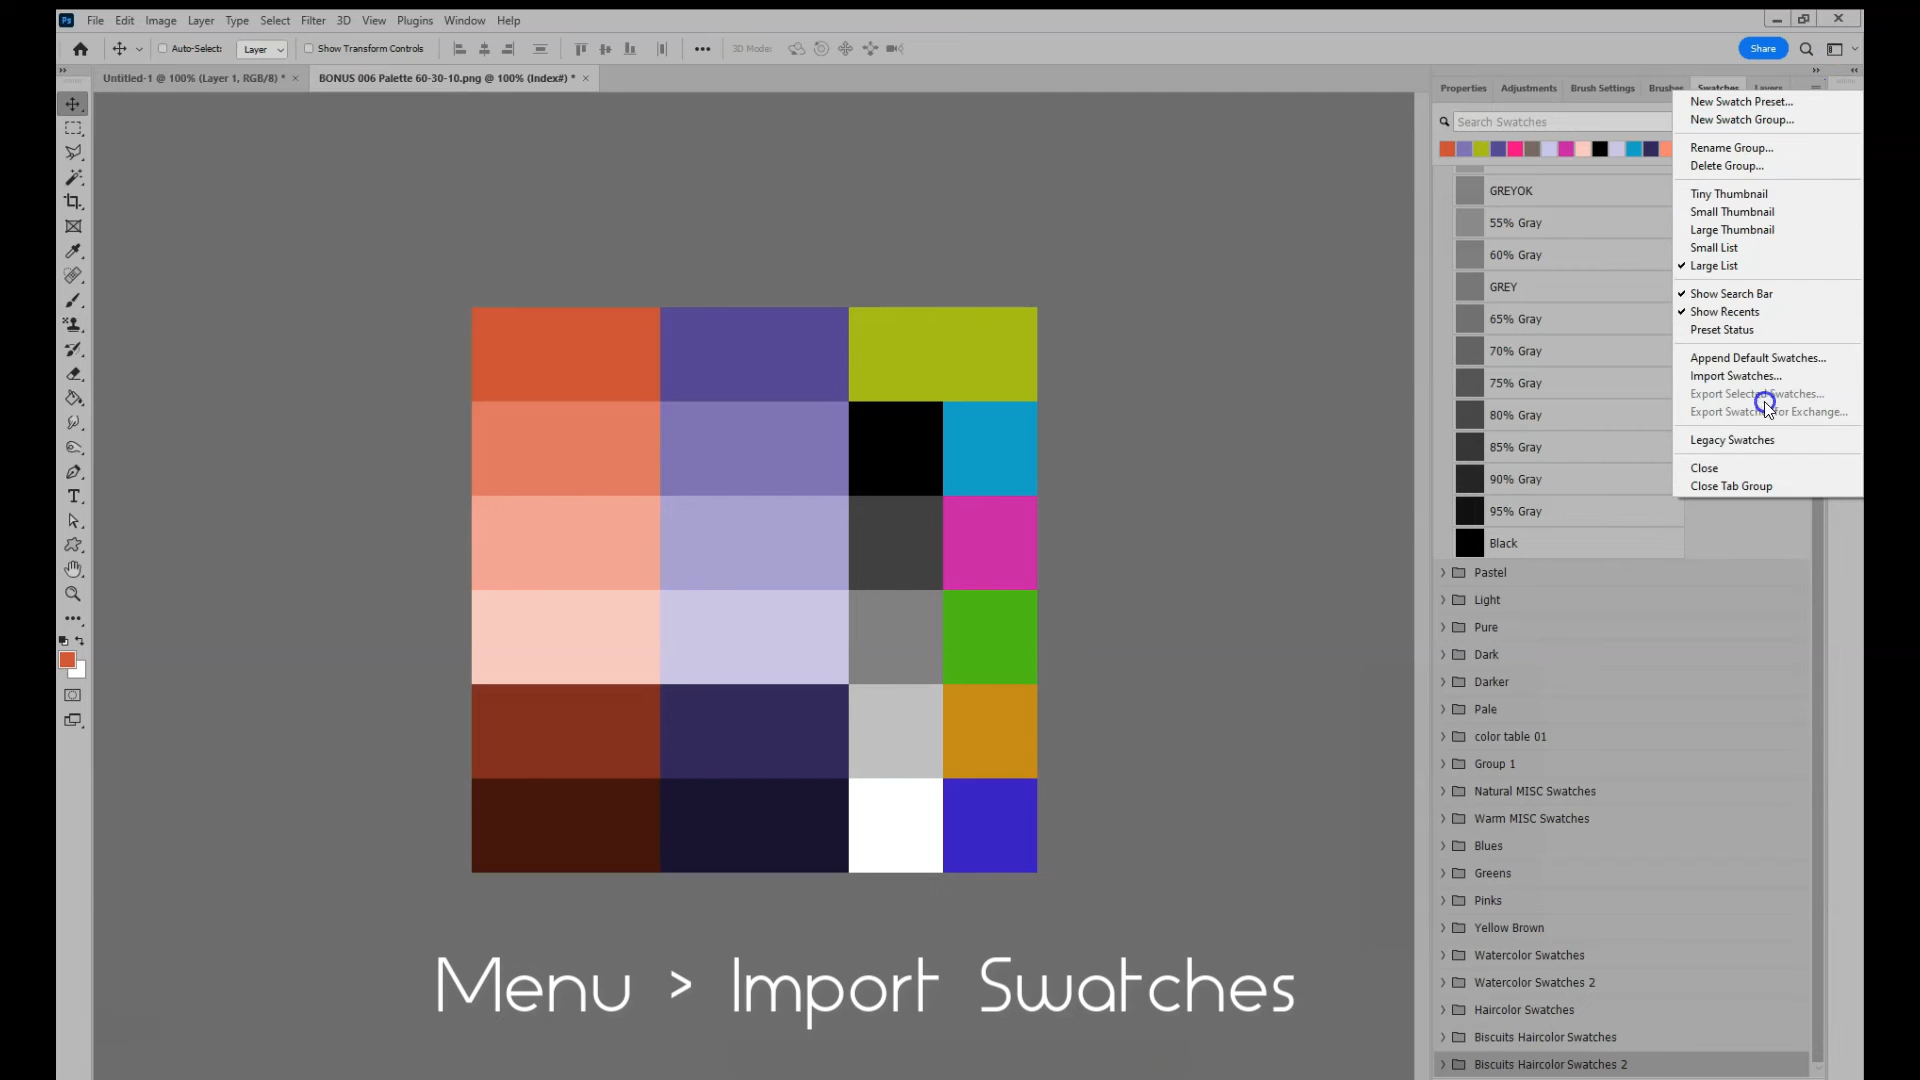 Ps File Edit Image Layer Type Select Filter 3D View Plugins Window Help
Auto-Select: Layer Show Transform Controls ••• 3D Mode: Share
Untitled-1 @ 100% (Layer 1, RGB/8) * × BONUS 006 Palette 60-30-10.png @ 100% (Index#) * ×
Properties Adjustments Brush Settings Brushes Swatches Layers
Search Swatches
GREYOK
55% Gray
60% Gray
GREY
65% Gray
70% Gray
75% Gray
80% Gray
85% Gray
90% Gray
95% Gray
Black
Pastel
Light
Pure
Dark
Darker
Pale
color table 01
Group 1
Natural MISC Swatches
Warm MISC Swatches
Blues
Greens
Pinks
Yellow Brown
Watercolor Swatches
Watercolor Swatches 2
Haircolor Swatches
Biscuits Haircolor Swatches
Biscuits Haircolor Swatches 2
New Swatch Preset...
New Swatch Group...
Rename Group...
Delete Group...
Tiny Thumbnail
Small Thumbnail
Large Thumbnail
Small List
Large List
Show Search Bar
Show Recents
Preset Status
Append Default Swatches...
Import Swatches...
Export Selected Swatches...
Export Swatches for Exchange...
Legacy Swatches
Close
Close Tab Group
Menu > Import Swatches